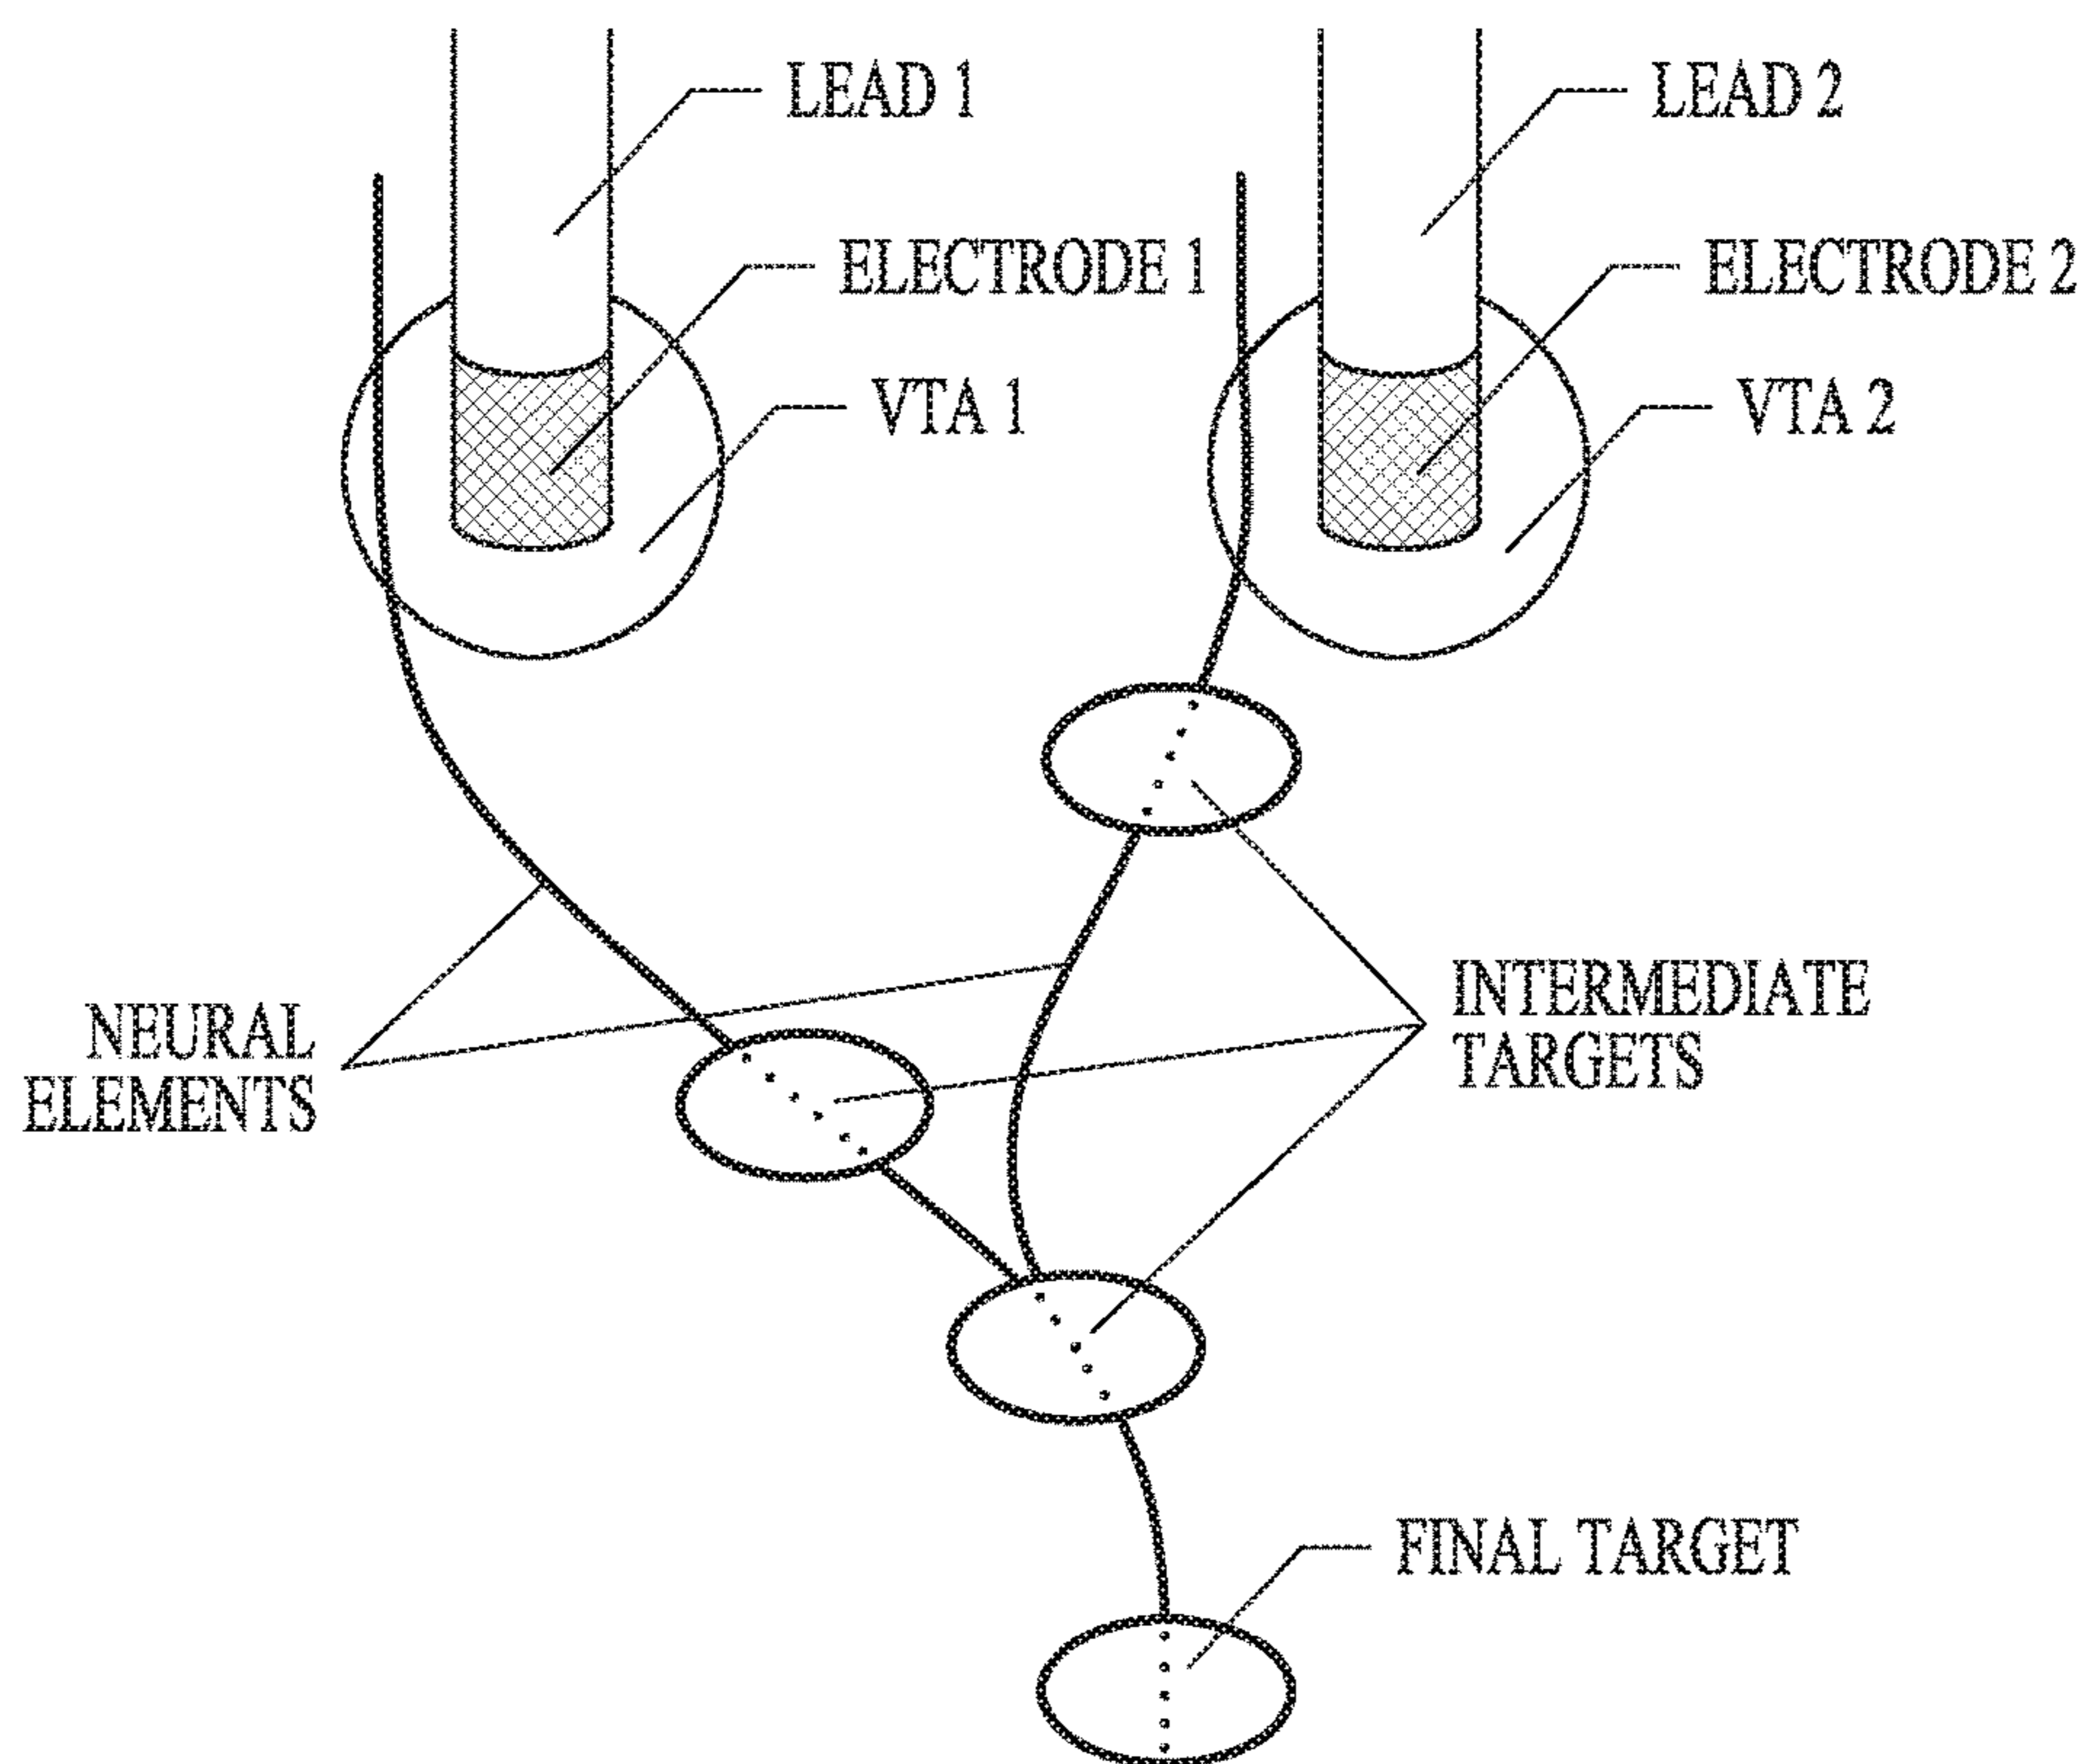 LEAD 1
LEAD 2
ELECTRODE 1
ELECTRODE 2
VTA 1
VTA 2
NEURAL
ELEMENTS
INTERMEDIATE
TARGETS
FINAL TARGET